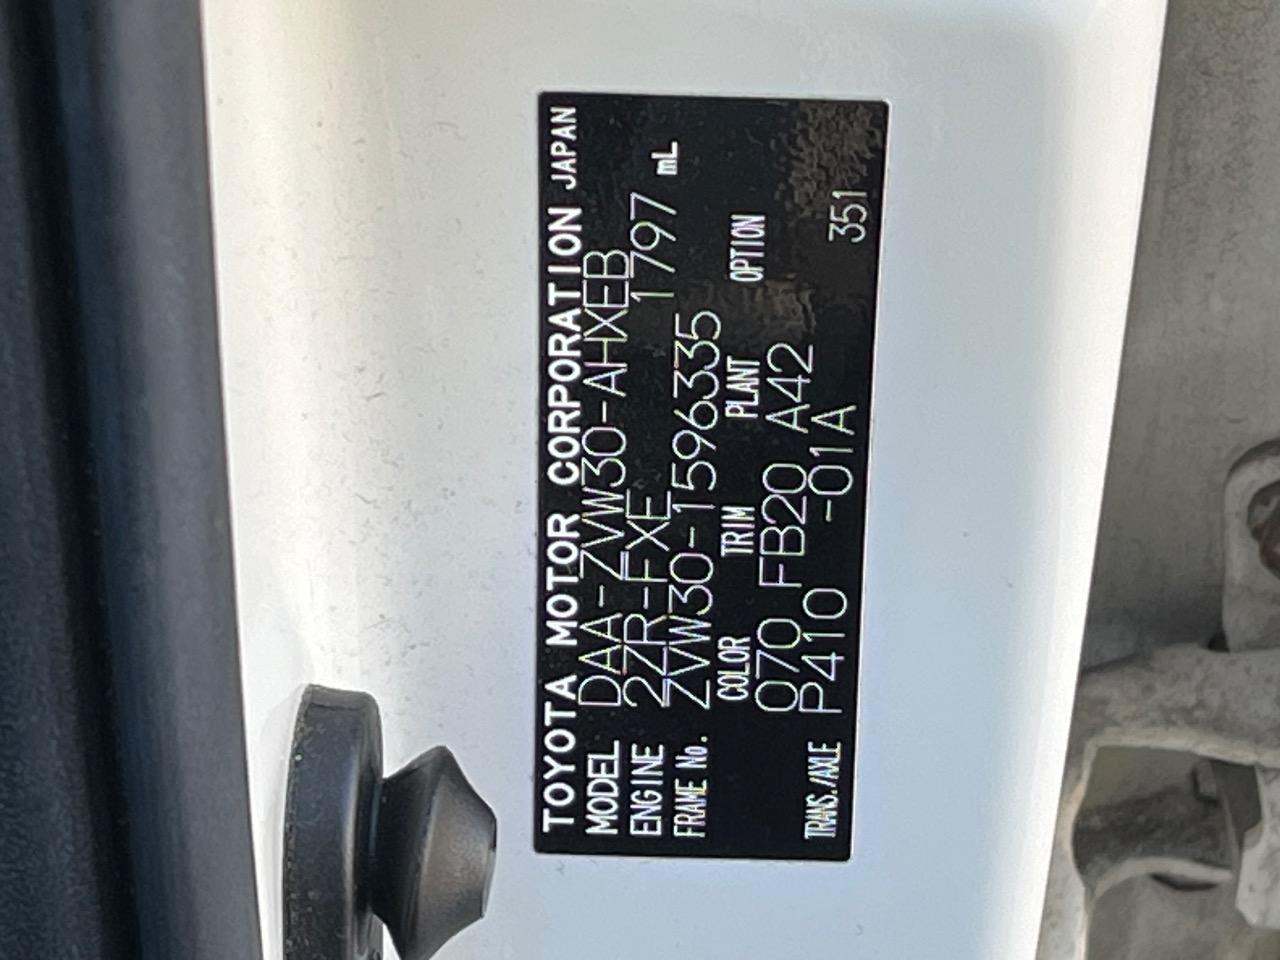 TOYOTA MOTOR CORPORATION JAPAN
MODEL DAA-ZVW30-AHXEB
ENGINE 2ZR-FXE 1797 mL
FRAME No. ZVW30-1596335
COLOR TRIM PLANT OPTION
070 FB20 A42
TRANS./AXLE P410 -01A 351